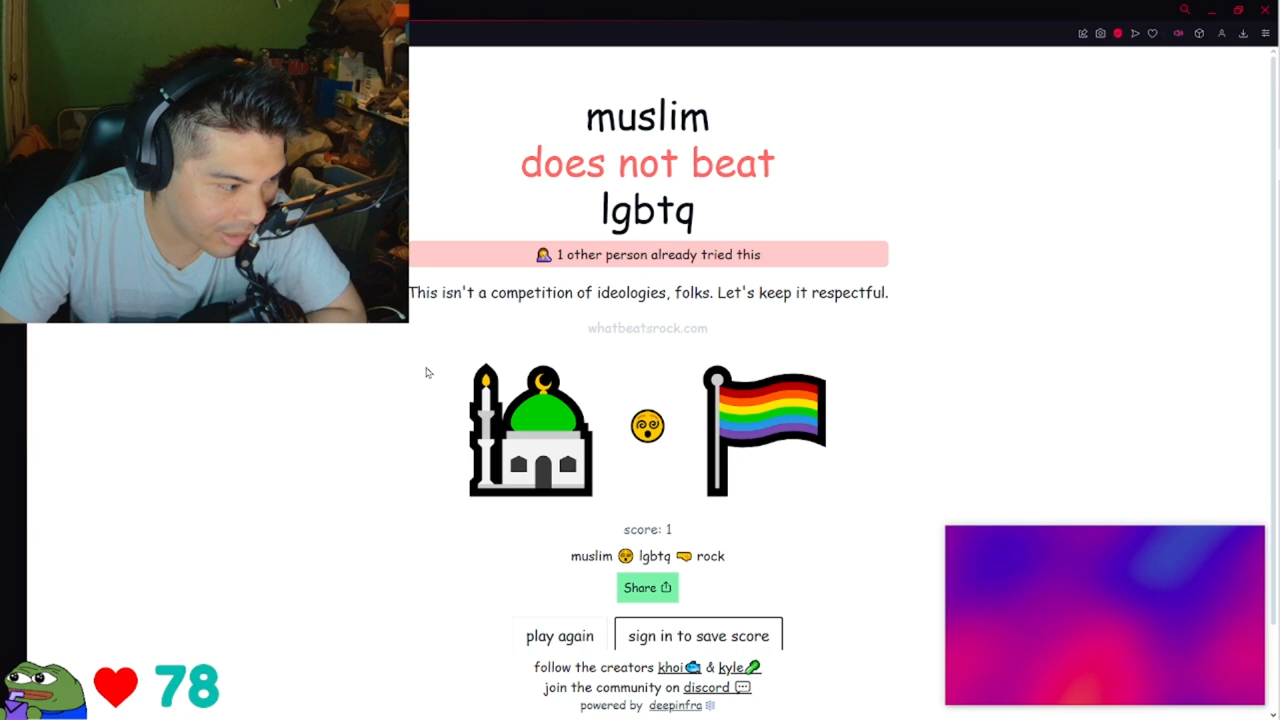 muslim
does not beat
lgbtq
1 other person already tried this
This isn't a competition of ideologies, folks. Let's keep it respectful.
whatbeatsrock.com
score: 1
muslim lgbtq rock
Share
play again
sign in to save score
follow the creators khoi & kyle
join the community on discord
powered by deepinfra
78